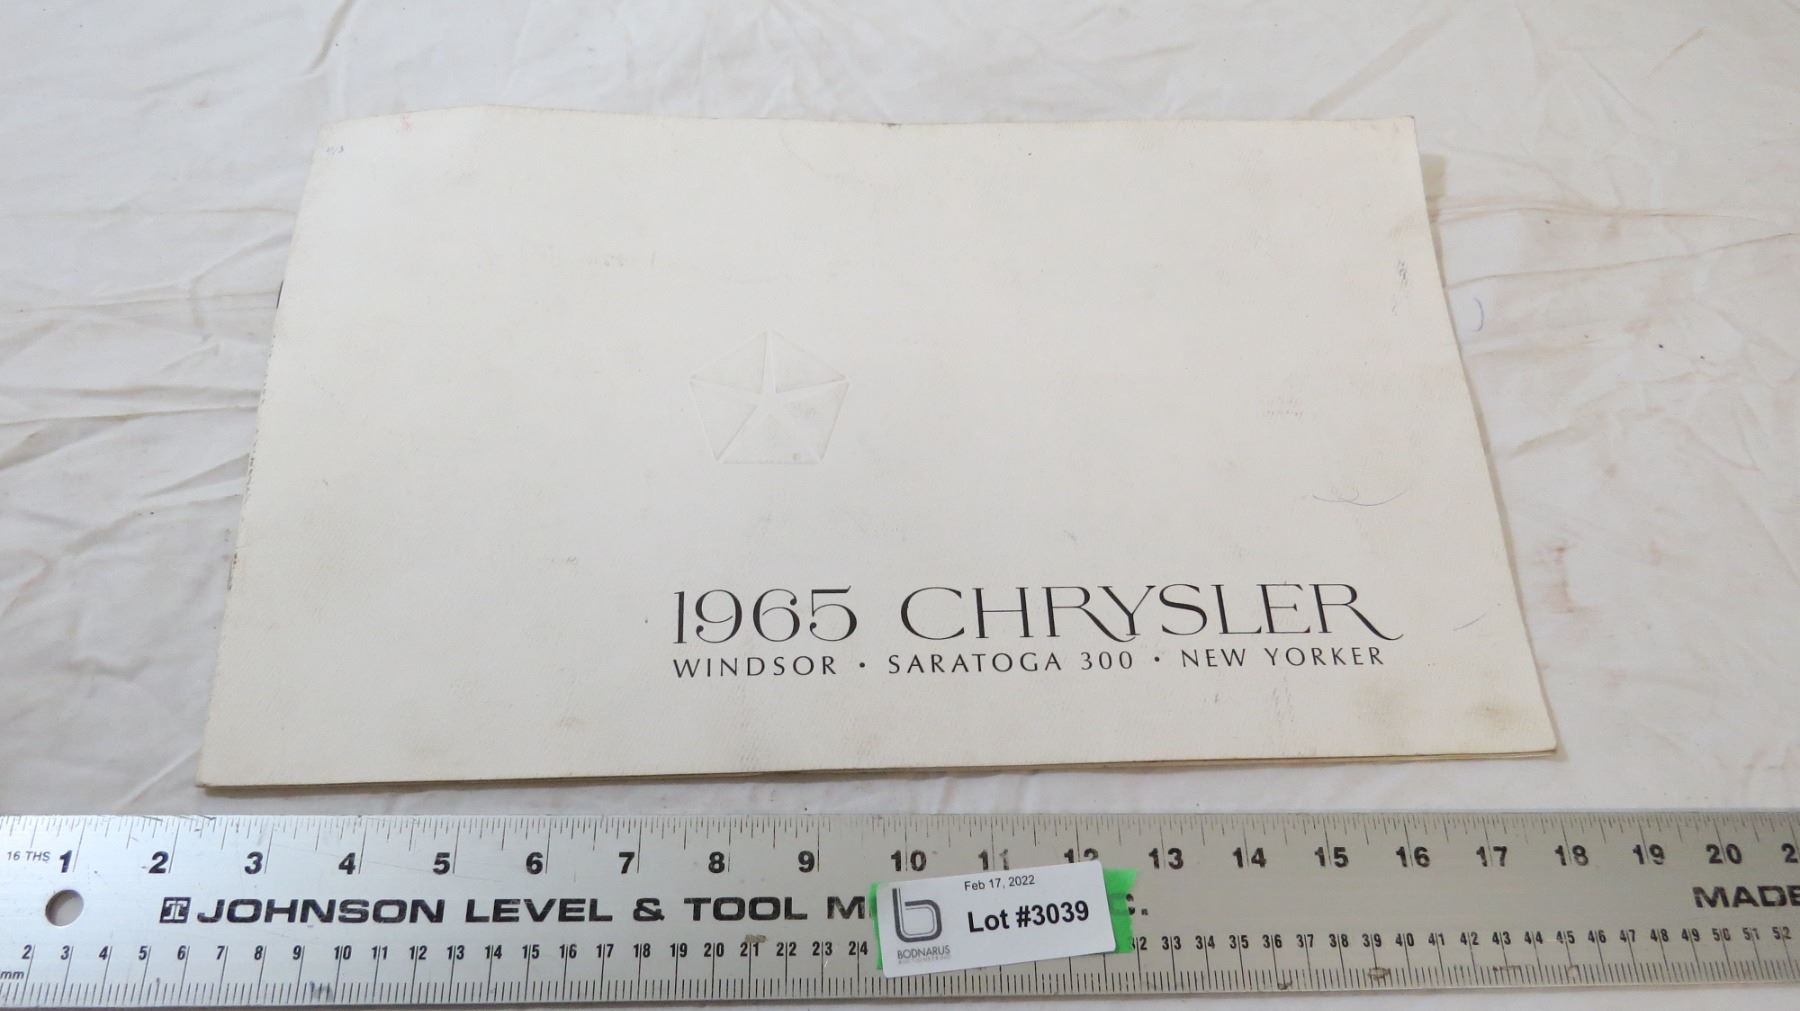 1965 CHRYSLER
WINDSOR · SARATOGA 300 · NEW YORKER
16 THS 1 2 3 4 5 6 7 8 9 10 11 12 13 14 15 16 17 18 19 20 2
JOHNSON LEVEL & TOOL M C. MADE
Feb 17, 2022
Lot #3039
BODNARUS
AUCTIONEERING
2 3 4 5 6 7 8 9 10 11 12 13 14 15 16 17 18 19 20 21 22 23 24 32 33 34 35 36 37 38 39 40 41 42 43 44 45 46 47 48 49 50 51 52
mm